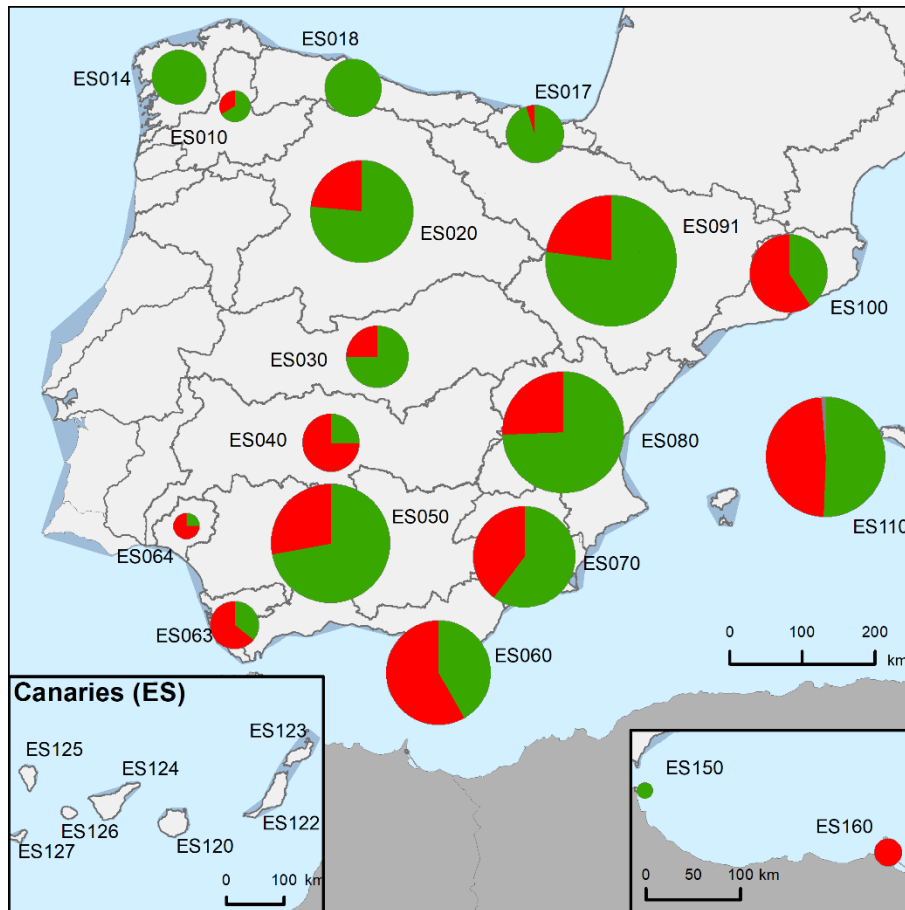 ES018
ES014
ES017
ES010
ES020
ES091
ES100
ES030
ES040
ES080
ES050
ES110
ES064
ES070
ES063
ES060
0 100 200
km
Canaries (ES)
ES123
ES125
ES124
ES150
ES126
ES122
ES160
ES127
ES120
0 100 km
0 50 100 km